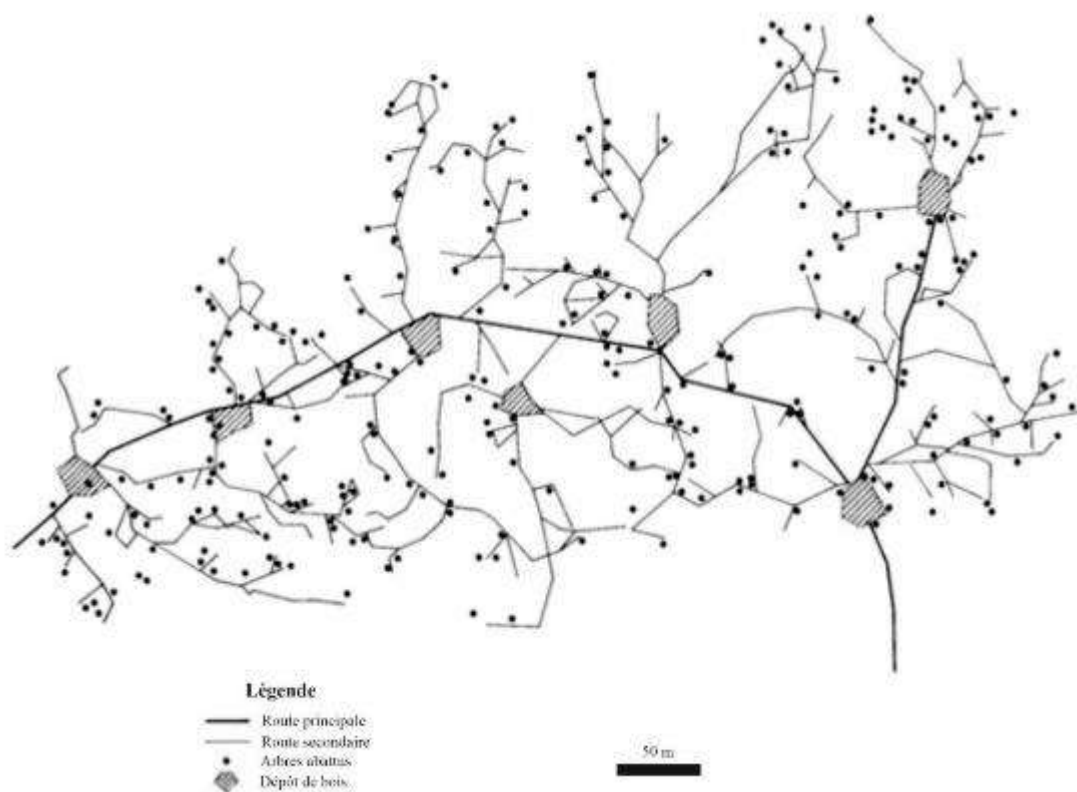 Légende
Route principale
Route secondaire
Arbres abattus
Dépôt de bois
50 m